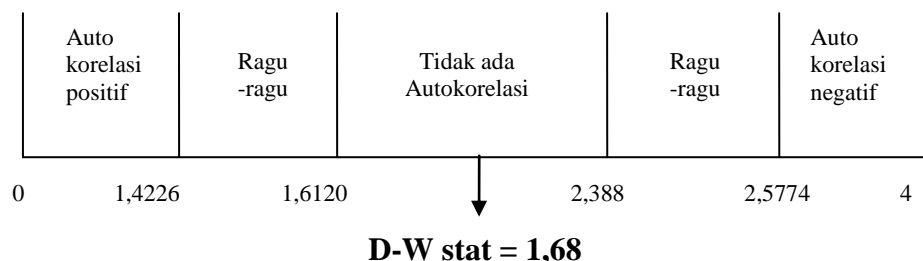 Auto
korelasi
positif
Ragu
-ragu
Tidak ada
Autokorelasi
Ragu
-ragu
Auto
korelasi
negatif
0 1,4226 1,6120 2,388 2,5774 4
D-W stat = 1,68